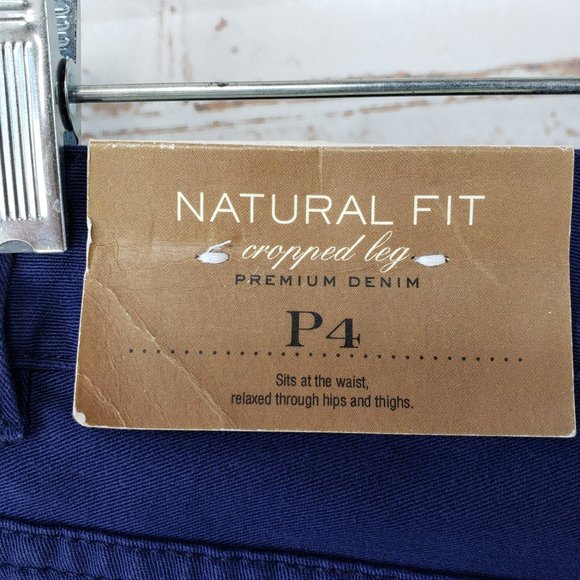 NATURAL FIT
cropped leg
PREMIUM DENIM
P4
Sits at the waist,
relaxed through hips and thighs.